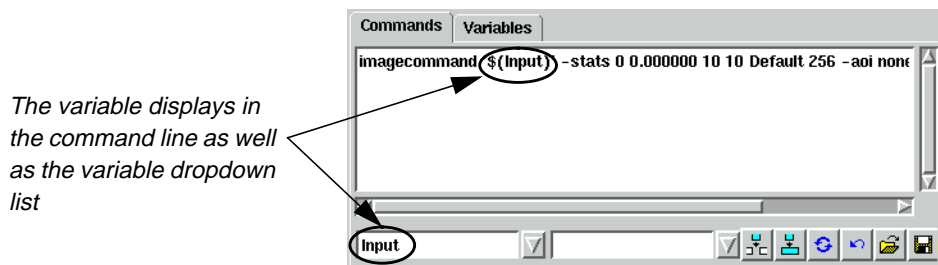 Commands Variables
imagecommand ${Input} -stats 0 0.000000 10 10 Default 256 -aoi none
The variable displays in
the command line as well
as the variable dropdown
list
Input